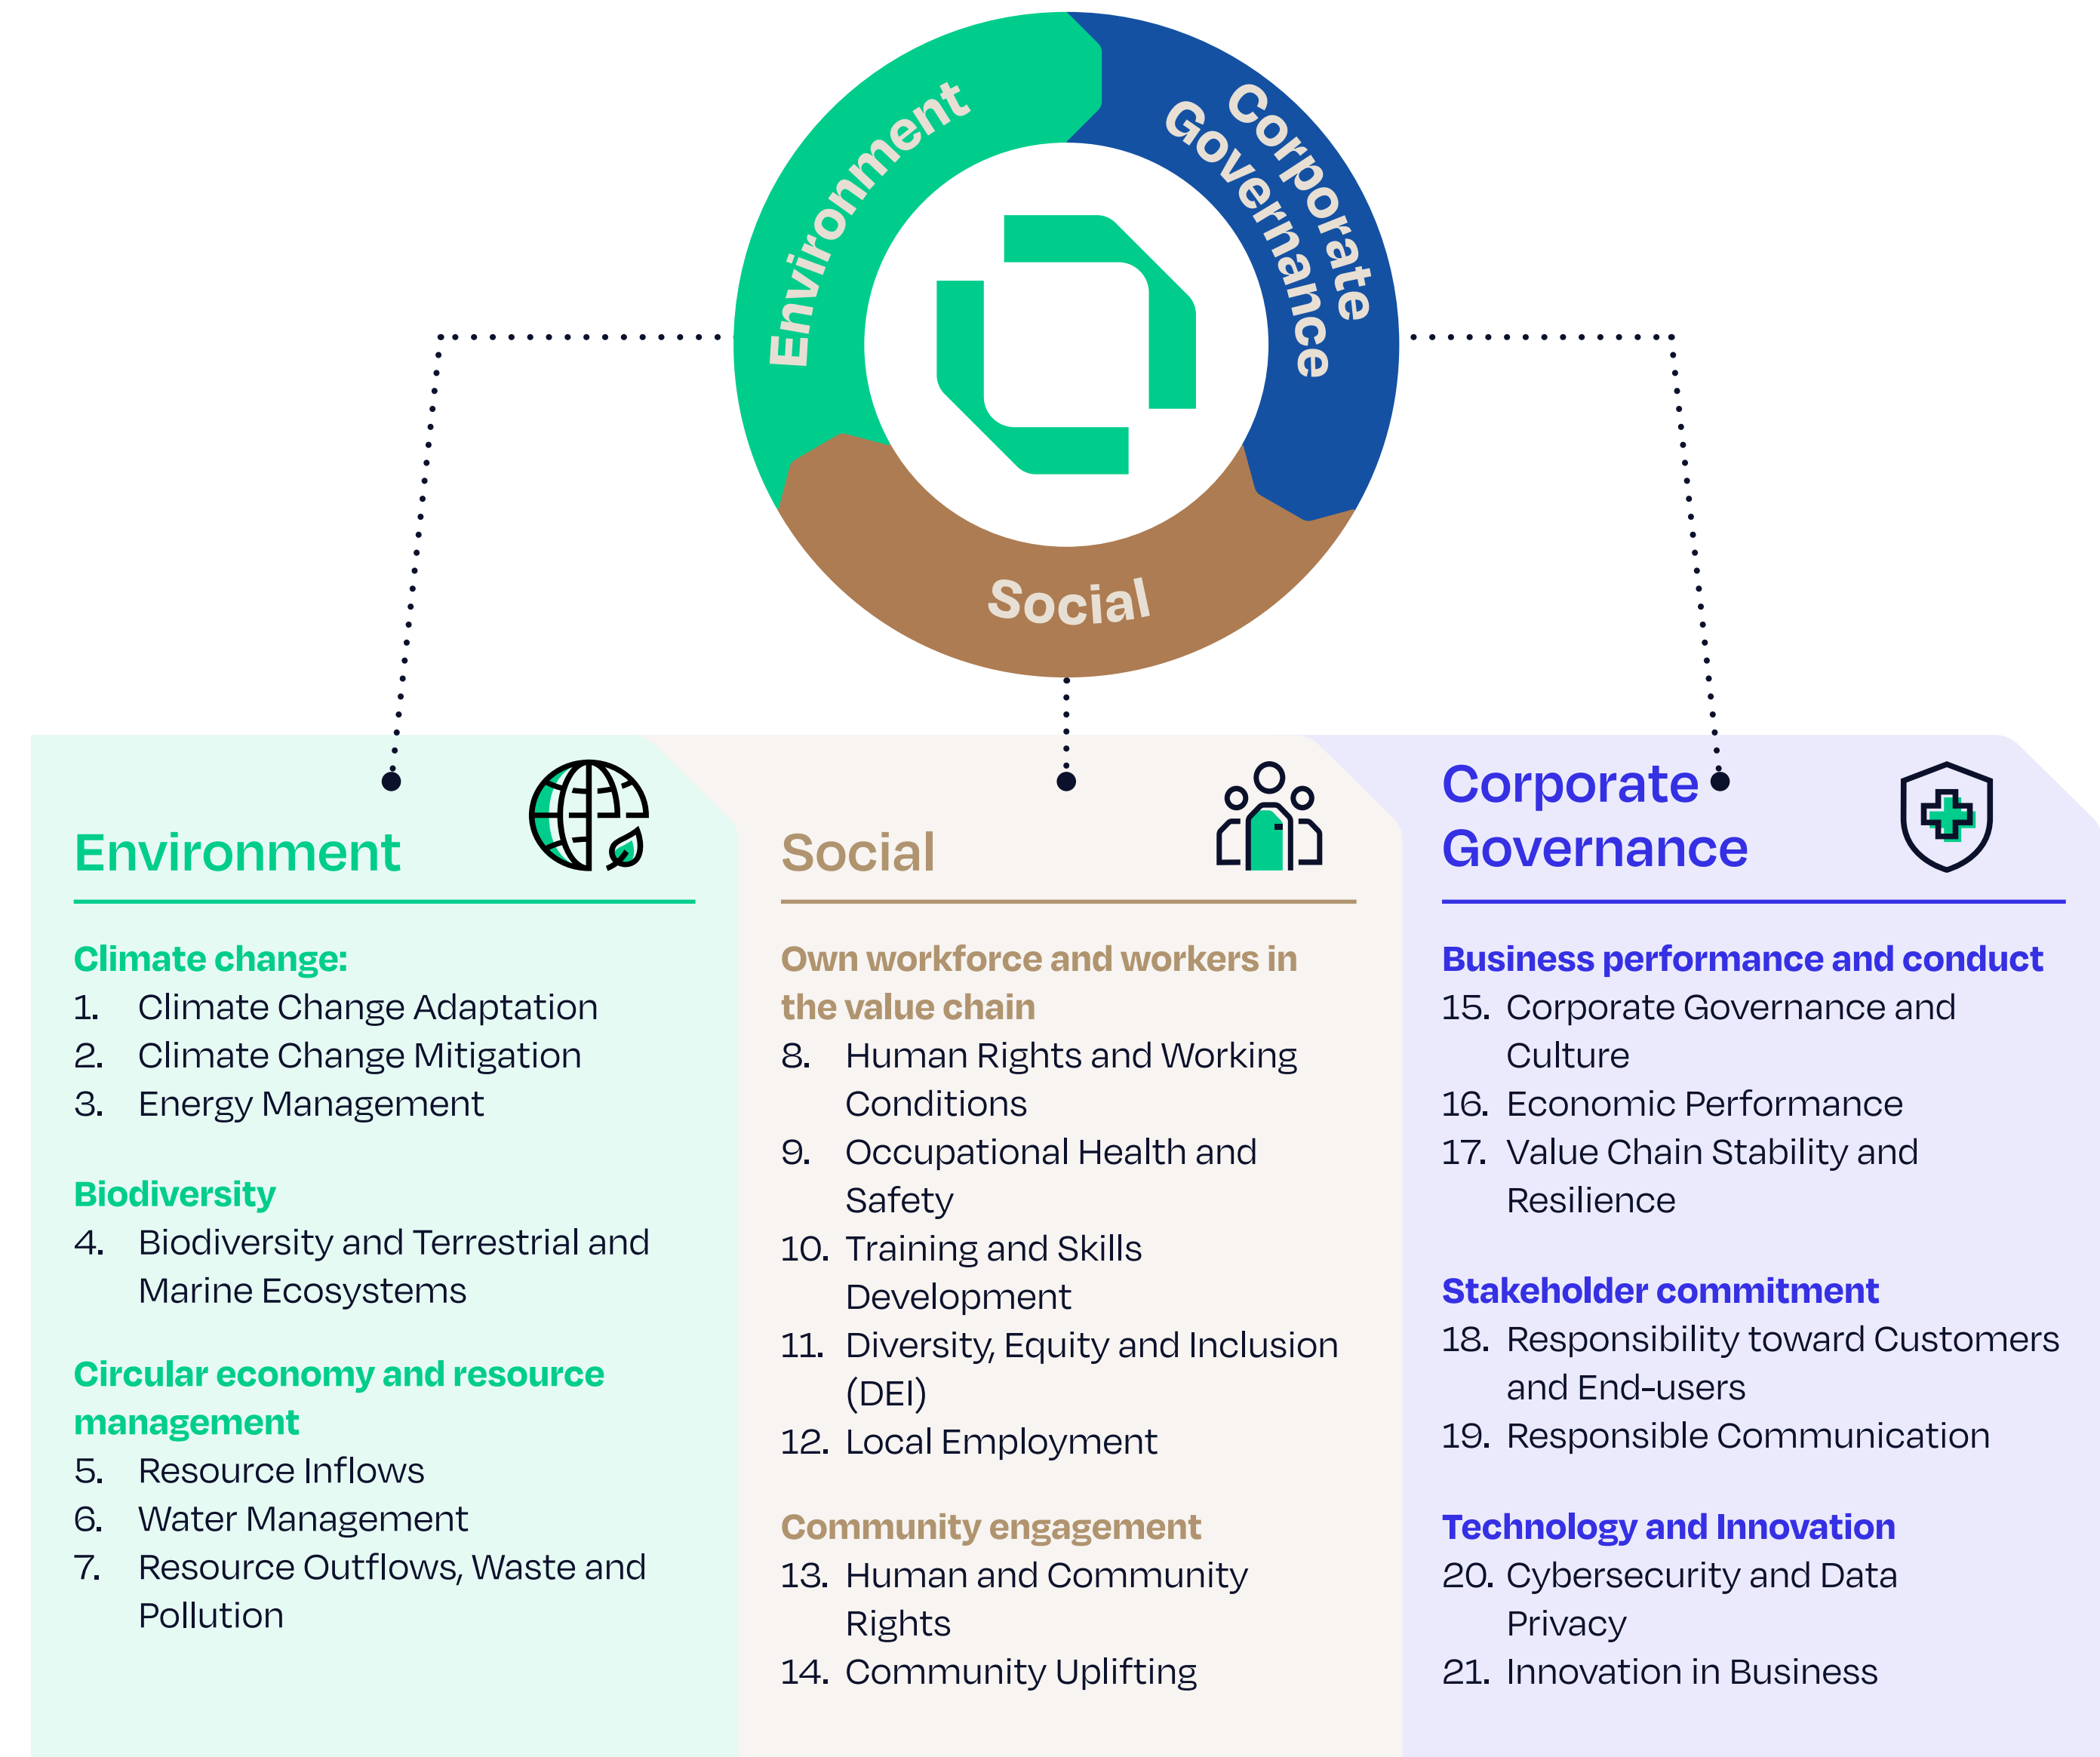 Environment
Corporate
Governance
Social
Environment
Climate change:
1. Climate Change Adaptation
2. Climate Change Mitigation
3. Energy Management
Biodiversity
4. Biodiversity and Terrestrial and
Marine Ecosystems
Circular economy and resource
management
5. Resource Inflows
6. Water Management
7. Resource Outflows, Waste and
Pollution
Social
Own workforce and workers in
the value chain
8. Human Rights and Working
Conditions
9. Occupational Health and
Safety
10. Training and Skills
Development
11. Diversity, Equity and Inclusion
(DEI)
12. Local Employment
Community engagement
13. Human and Community
Rights
14. Community Uplifting
Corporate
Governance
Business performance and conduct
15. Corporate Governance and
Culture
16. Economic Performance
17. Value Chain Stability and
Resilience
Stakeholder commitment
18. Responsibility toward Customers
and End-users
19. Responsible Communication
Technology and Innovation
20. Cybersecurity and Data
Privacy
21. Innovation in Business